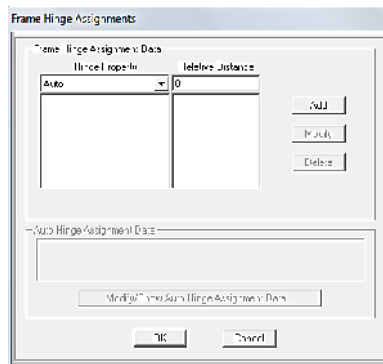 Frame Hinge Assignments
Frame Hinge Assignment Data
Hinge Property Relative Distance
Auto 0
Add
Modify
Delete
Auto Hinge Assignment Data
Modify/Show Auto Hinge Assignment Data
OK Cancel